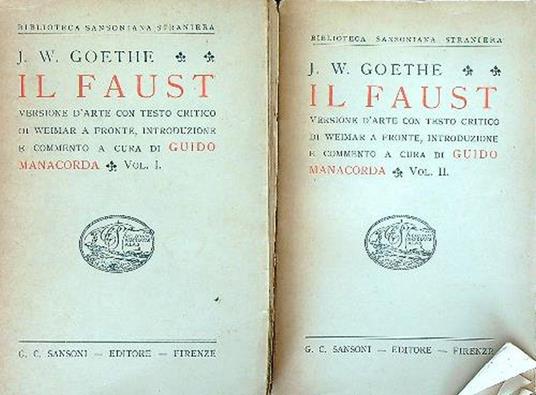 BIBLIOTECA SANSONIANA STRANIERA
J. W. GOETHE
IL FAUST
VERSIONE D'ARTE CON TESTO CRITICO
DI WEIMAR A FRONTE, INTRODUZIONE
E COMMENTO A CURA DI GUIDO
MANACORDA VOL. I.
G. C. SANSONI — EDITORE — FIRENZE
BIBLIOTECA SANSONIANA STRANIERA
J. W. GOETHE
IL FAUST
VERSIONE D'ARTE CON TESTO CRITICO
DI WEIMAR A FRONTE, INTRODUZIONE
E COMMENTO A CURA DI GUIDO
MANACORDA VOL. II.
G. C. SANSONI — EDITORE — FIRENZE